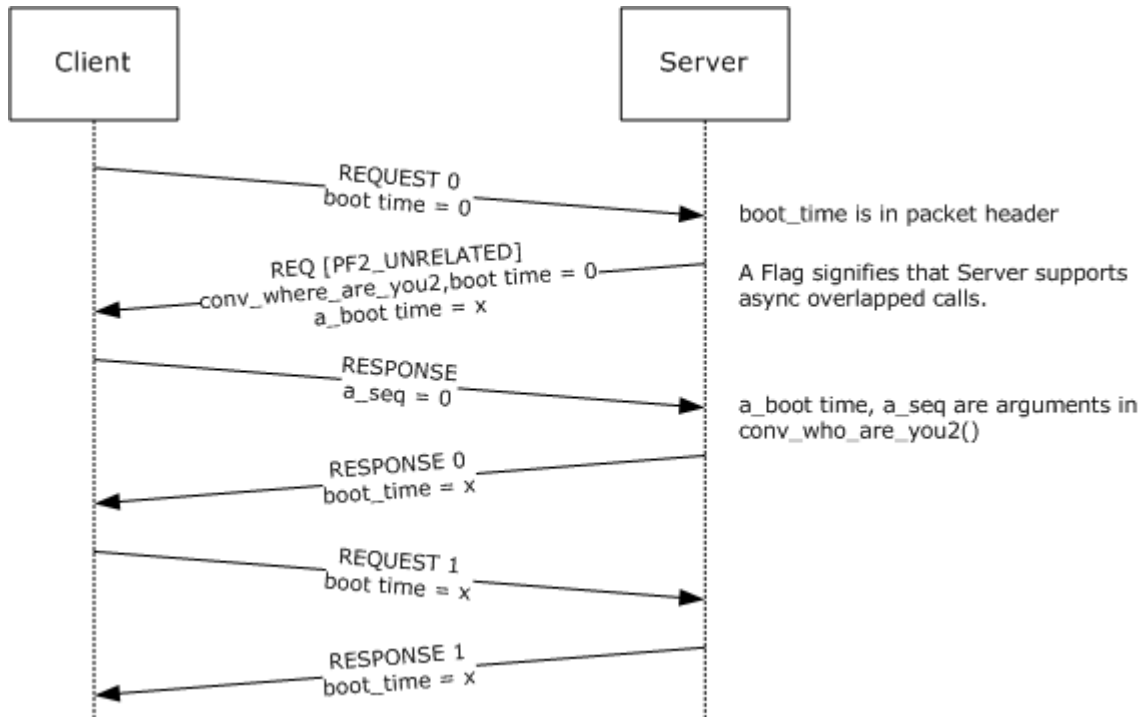 Client
Server
REQUEST 0
boot time = 0
boot_time is in packet header
REQ [PF2_UNRELATED]
conv_where_are_you2,boot time = 0
a_boot time = x
A Flag signifies that Server supports
async overlapped calls.
RESPONSE
a_seq = 0
a_boot time, a_seq are arguments in
conv_who_are_you2()
RESPONSE 0
boot_time = x
REQUEST 1
boot time = x
RESPONSE 1
boot_time = x